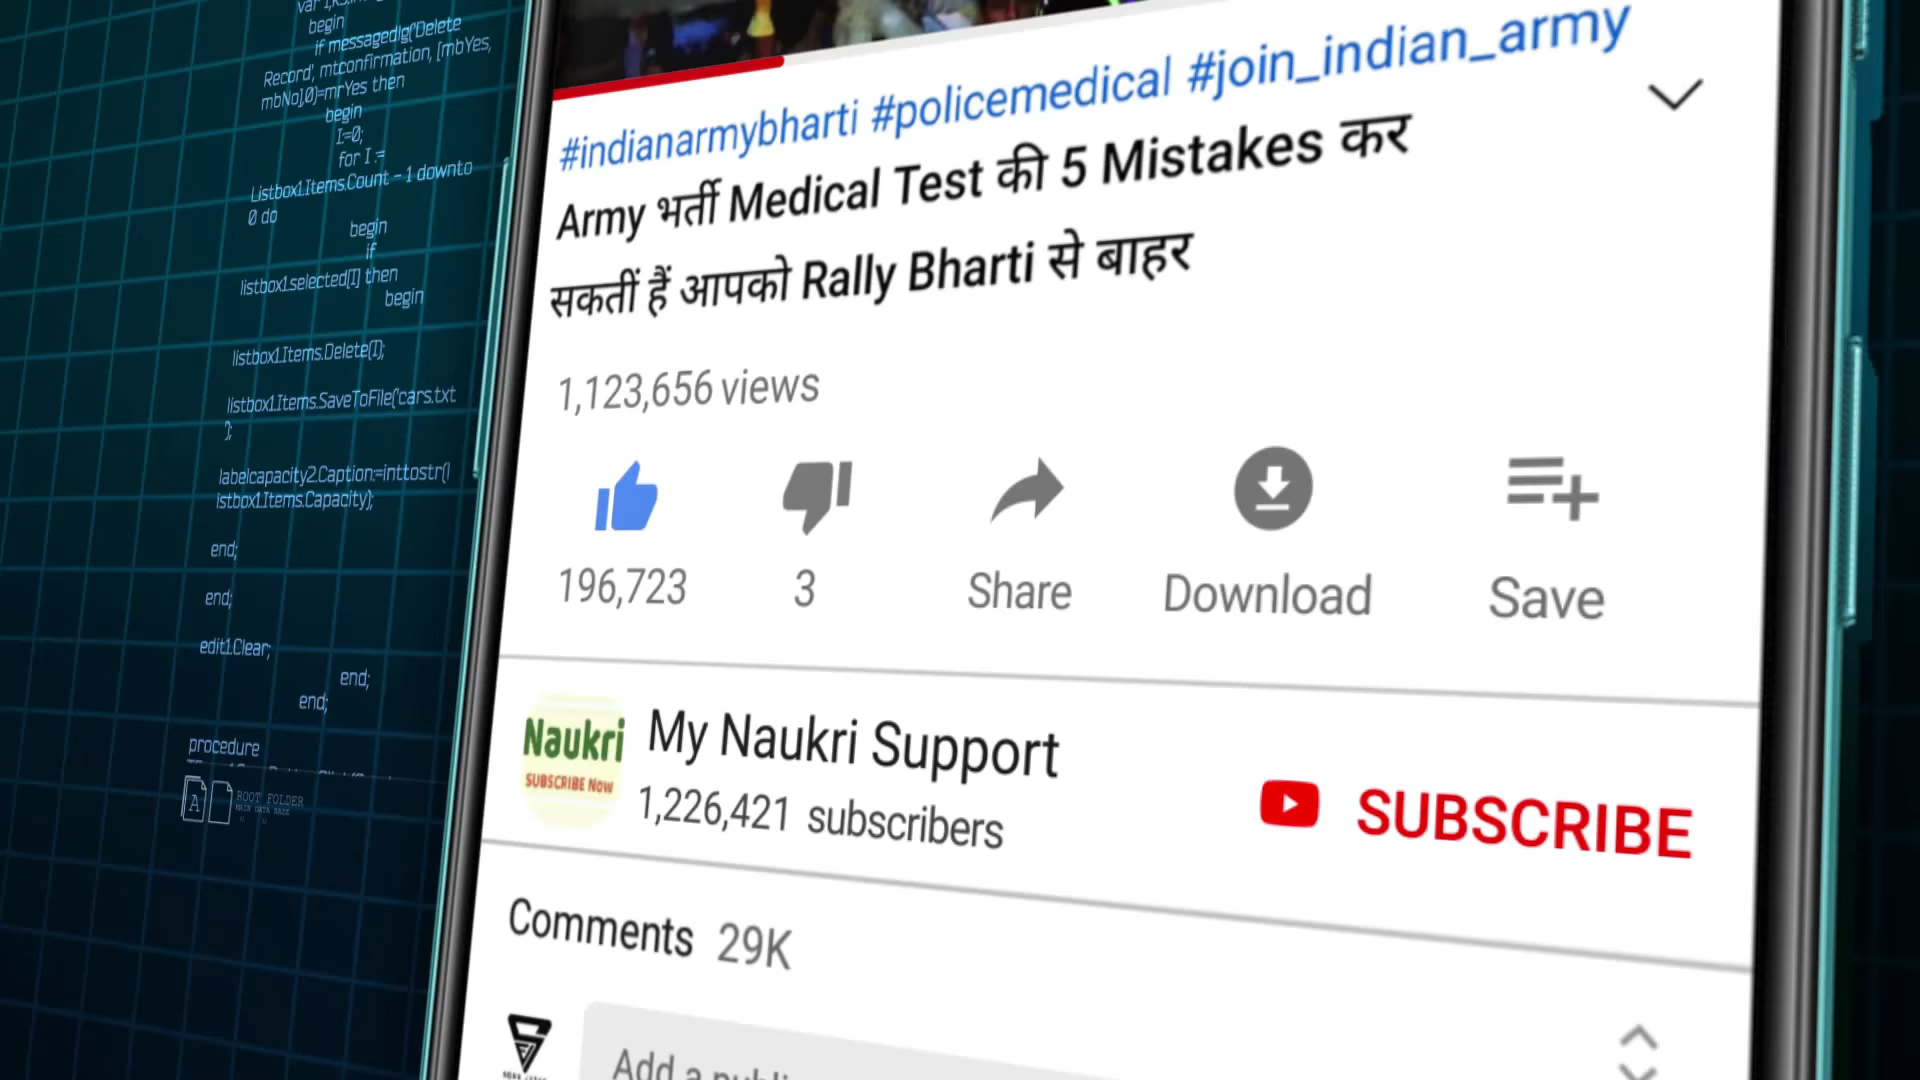 begin
if messagedlg('Delete
Record', mtconfirmation, [mbYes,
mbNo],0)=mrYes then
begin
I:=0;
for I :=
Listbox1.Items.Count - 1 downto
0 do
begin
if
listbox1.selected[I] then
begin
listbox1.Items.Delete(I);
listbox1.Items.SaveToFile('cars.txt
');
labelcapacity2.Caption:=inttostr(l
istbox1.Items.Capacity);
end;
end;
edit1.Clear;
end;
end;
procedure
A
ROOT FOLDER
#indianarmybharti #policemedical #join_indian_army
Army भर्ती Medical Test की 5 Mistakes कर
सकतीं हैं आपको Rally Bharti से बाहर
1,123,656 views
196,723 3 Share Download Save
Naukri
SUBSCRIBE Now
My Naukri Support
1,226,421 subscribers
SUBSCRIBE
Comments 29K
Add a